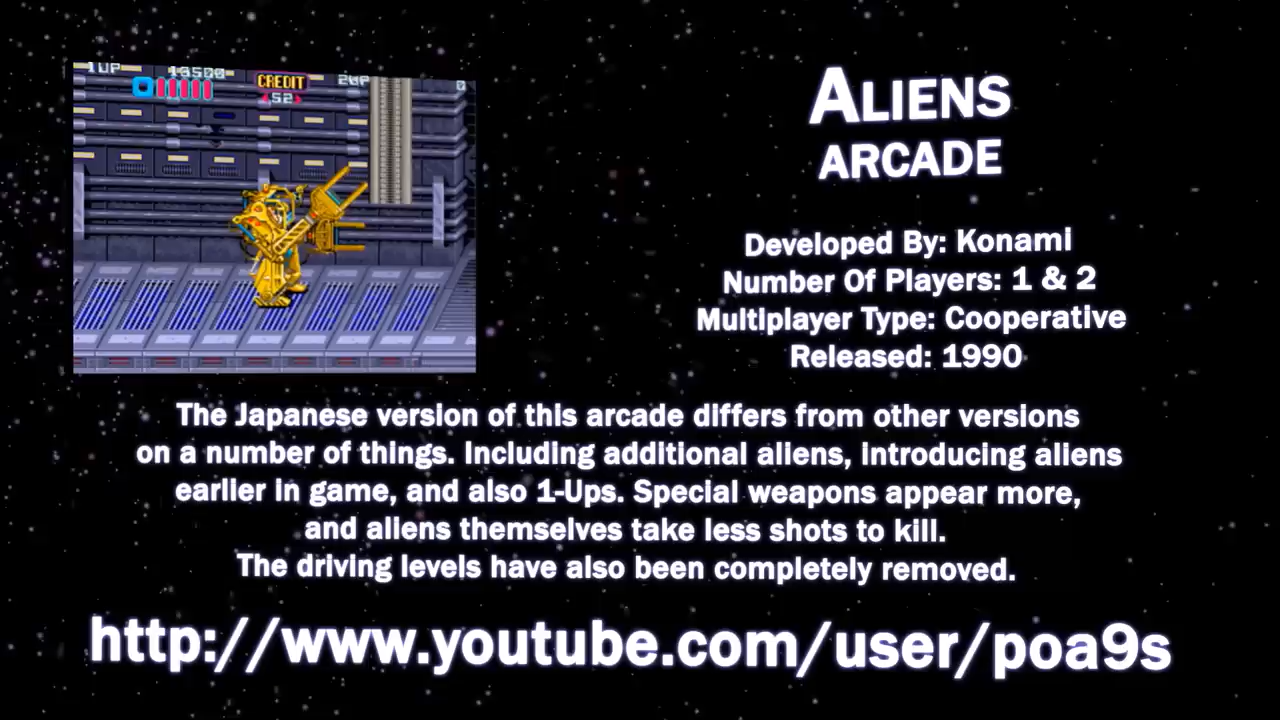 1UP 18500 CREDIT 2UP 0
52
ALIENS
ARCADE
Developed By: Konami
Number Of Players: 1 & 2
Multiplayer Type: Cooperative
Released: 1990
The Japanese version of this arcade differs from other versions
on a number of things. Including additional aliens, introducing aliens
earlier in game, and also 1-Ups. Special weapons appear more,
and aliens themselves take less shots to kill.
The driving levels have also been completely removed.
http://www.youtube.com/user/poa9s